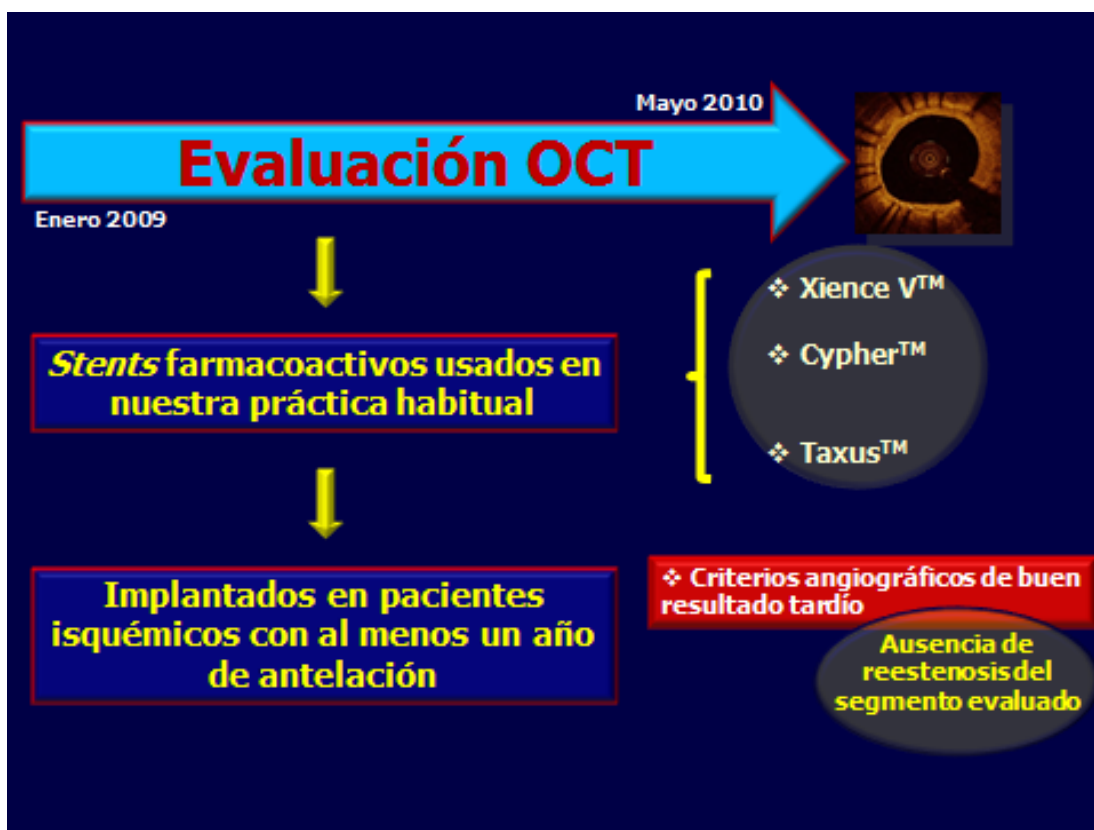 Mayo 2010
Evaluación OCT
Enero 2009
❖ Xience V™
❖ Cypher™
❖ Taxus™
Stents farmacoactivos usados en
nuestra práctica habitual
Implantados en pacientes
isquémicos con al menos un año
de antelación
❖ Criterios angiográficos de buen
resultado tardío
Ausencia de
reestenosis del
segmento evaluado